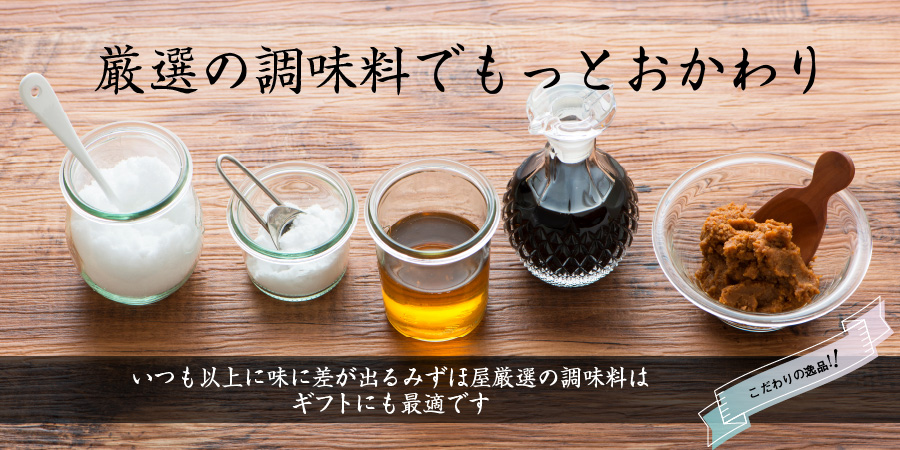 厳選の調味料でもっとおかわり
いつも以上に味に差が出るみずほ屋厳選の調味料は
ギフトにも最適です
こだわりの逸品!!